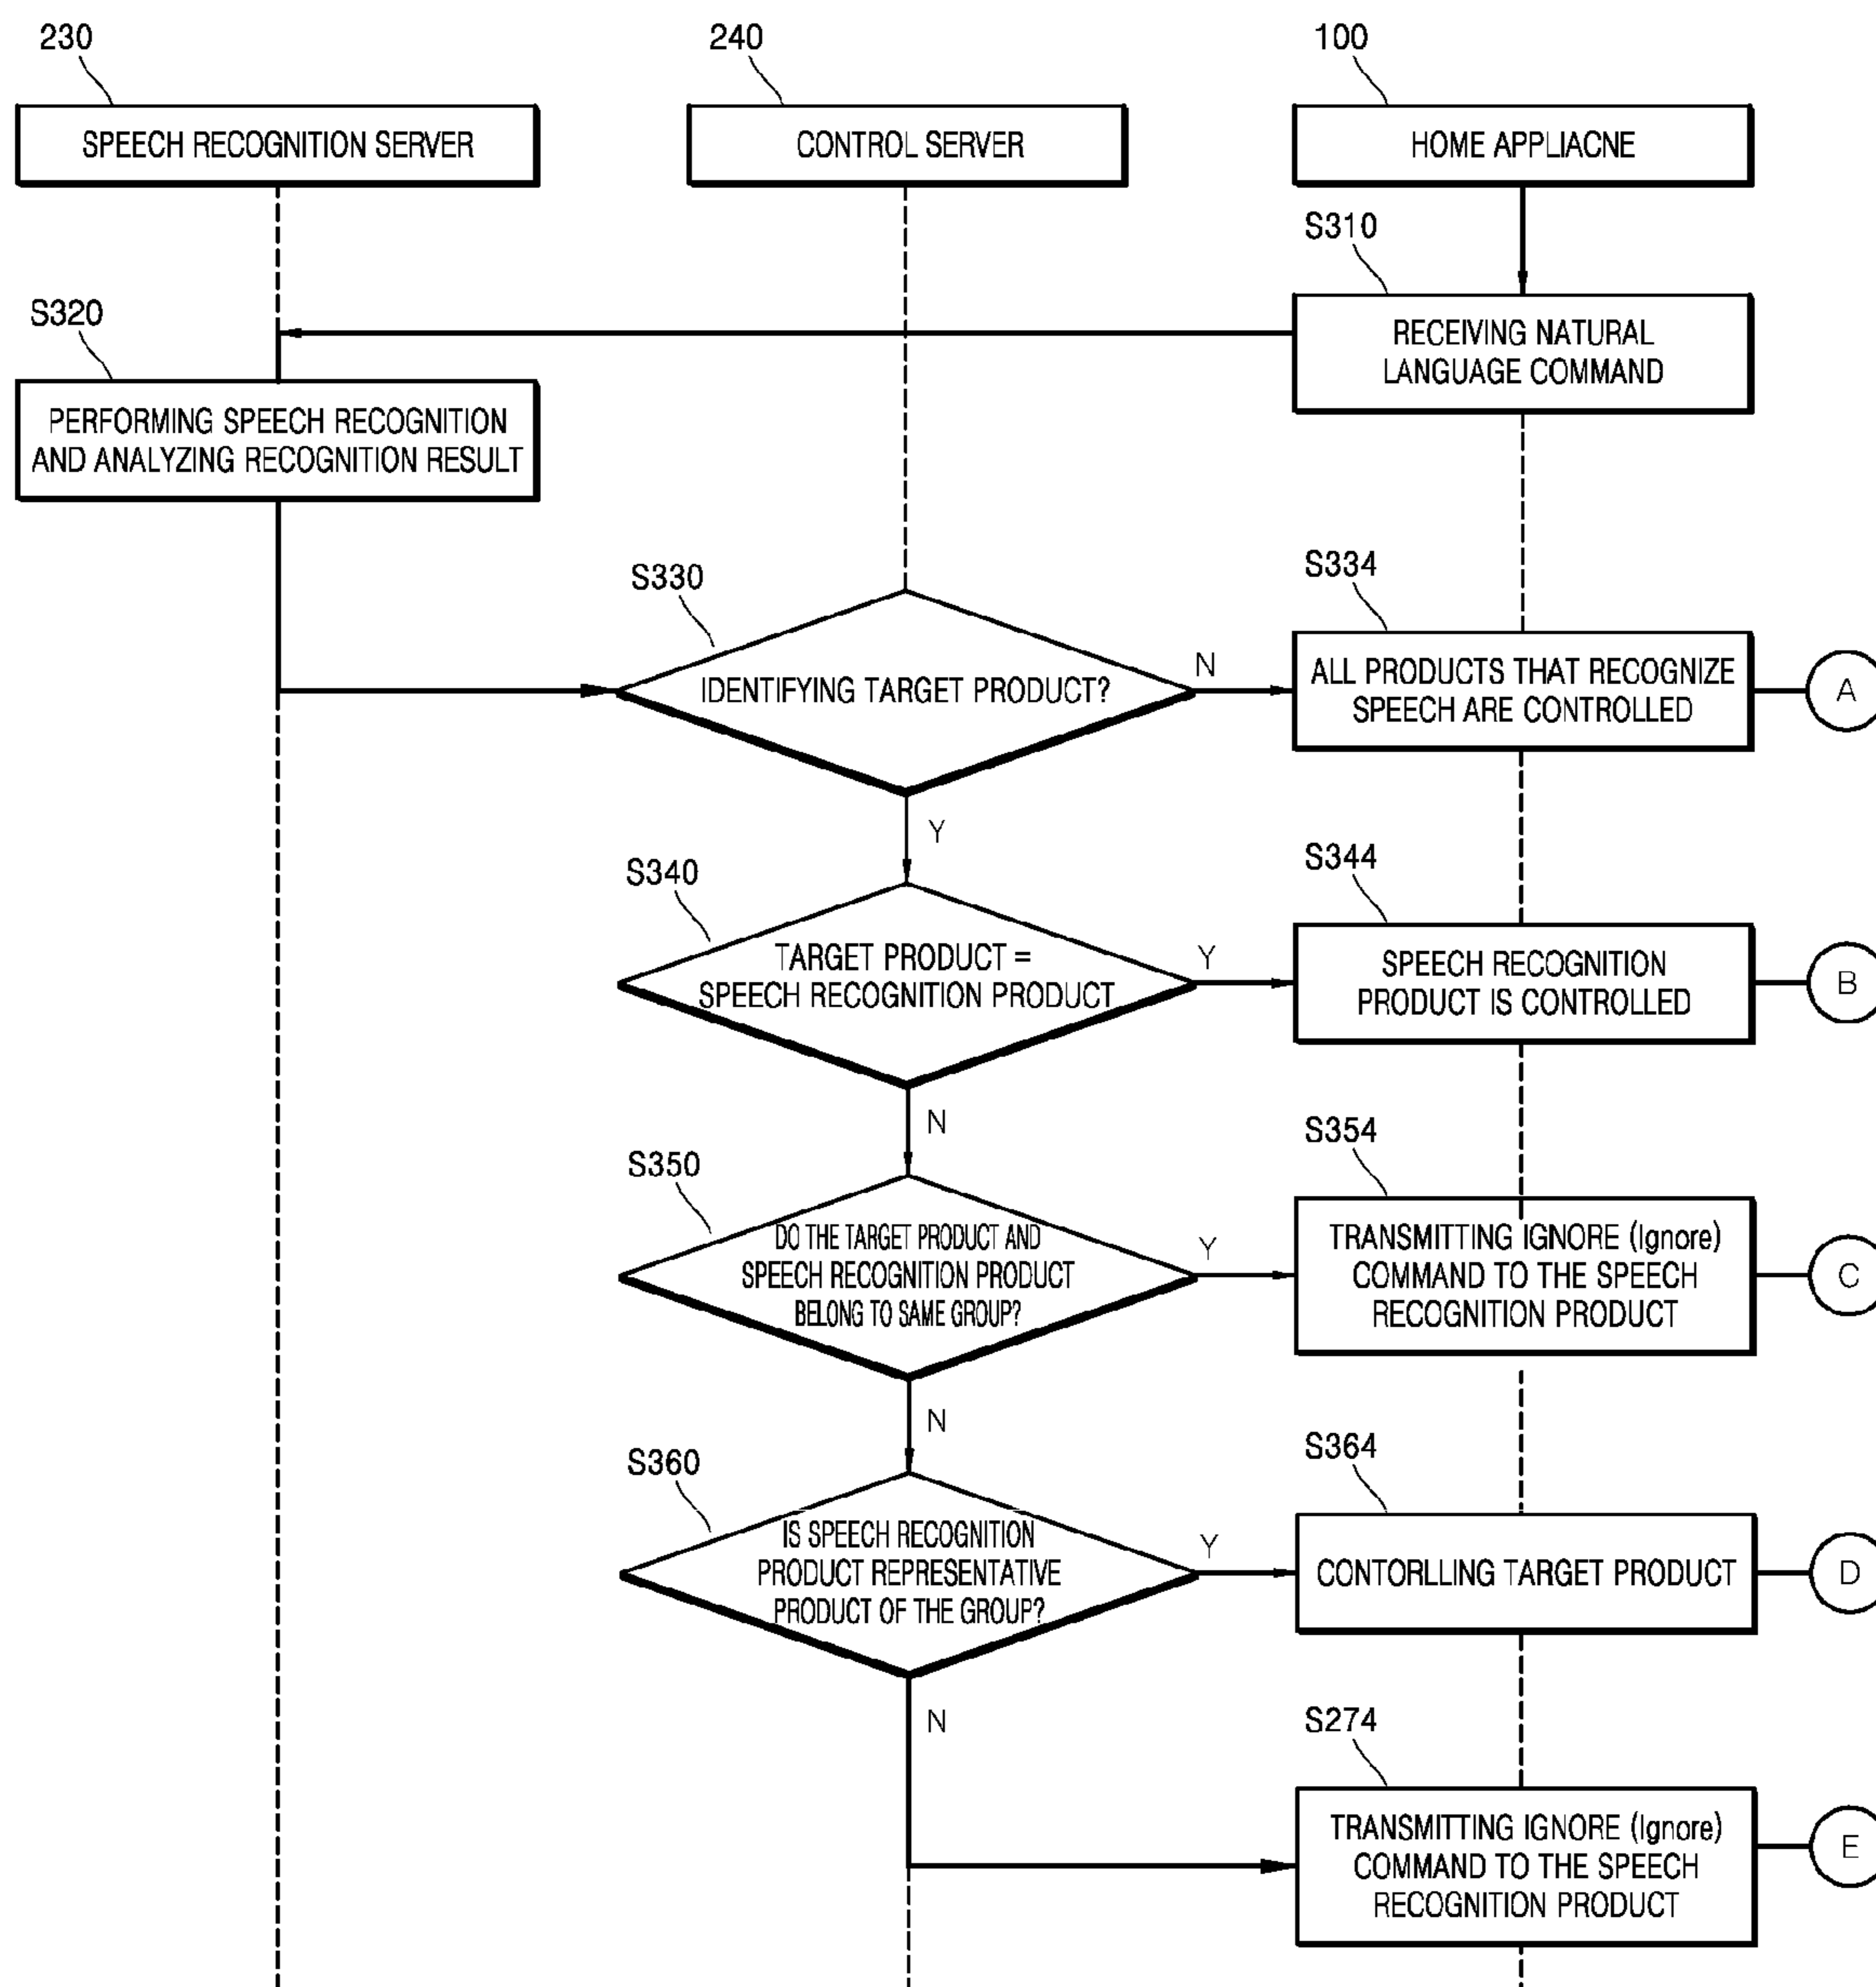 230
240
100
SPEECH RECOGNITION SERVER
CONTROL SERVER
HOME APPLIACNE
S310
RECEIVING NATURAL
LANGUAGE COMMAND
S320
PERFORMING SPEECH RECOGNITION
AND ANALYZING RECOGNITION RESULT
S330
IDENTIFYING TARGET PRODUCT?
N
Y
S334
ALL PRODUCTS THAT RECOGNIZE
SPEECH ARE CONTROLLED
A
S340
TARGET PRODUCT =
SPEECH RECOGNITION PRODUCT
Y
N
S344
SPEECH RECOGNITION
PRODUCT IS CONTROLLED
B
S350
DO THE TARGET PRODUCT AND
SPEECH RECOGNITION PRODUCT
BELONG TO SAME GROUP?
Y
N
S354
TRANSMITTING IGNORE (Ignore)
COMMAND TO THE SPEECH
RECOGNITION PRODUCT
C
S360
IS SPEECH RECOGNITION
PRODUCT REPRESENTATIVE
PRODUCT OF THE GROUP?
Y
N
S364
CONTORLLING TARGET PRODUCT
D
S274
TRANSMITTING IGNORE (Ignore)
COMMAND TO THE SPEECH
RECOGNITION PRODUCT
E